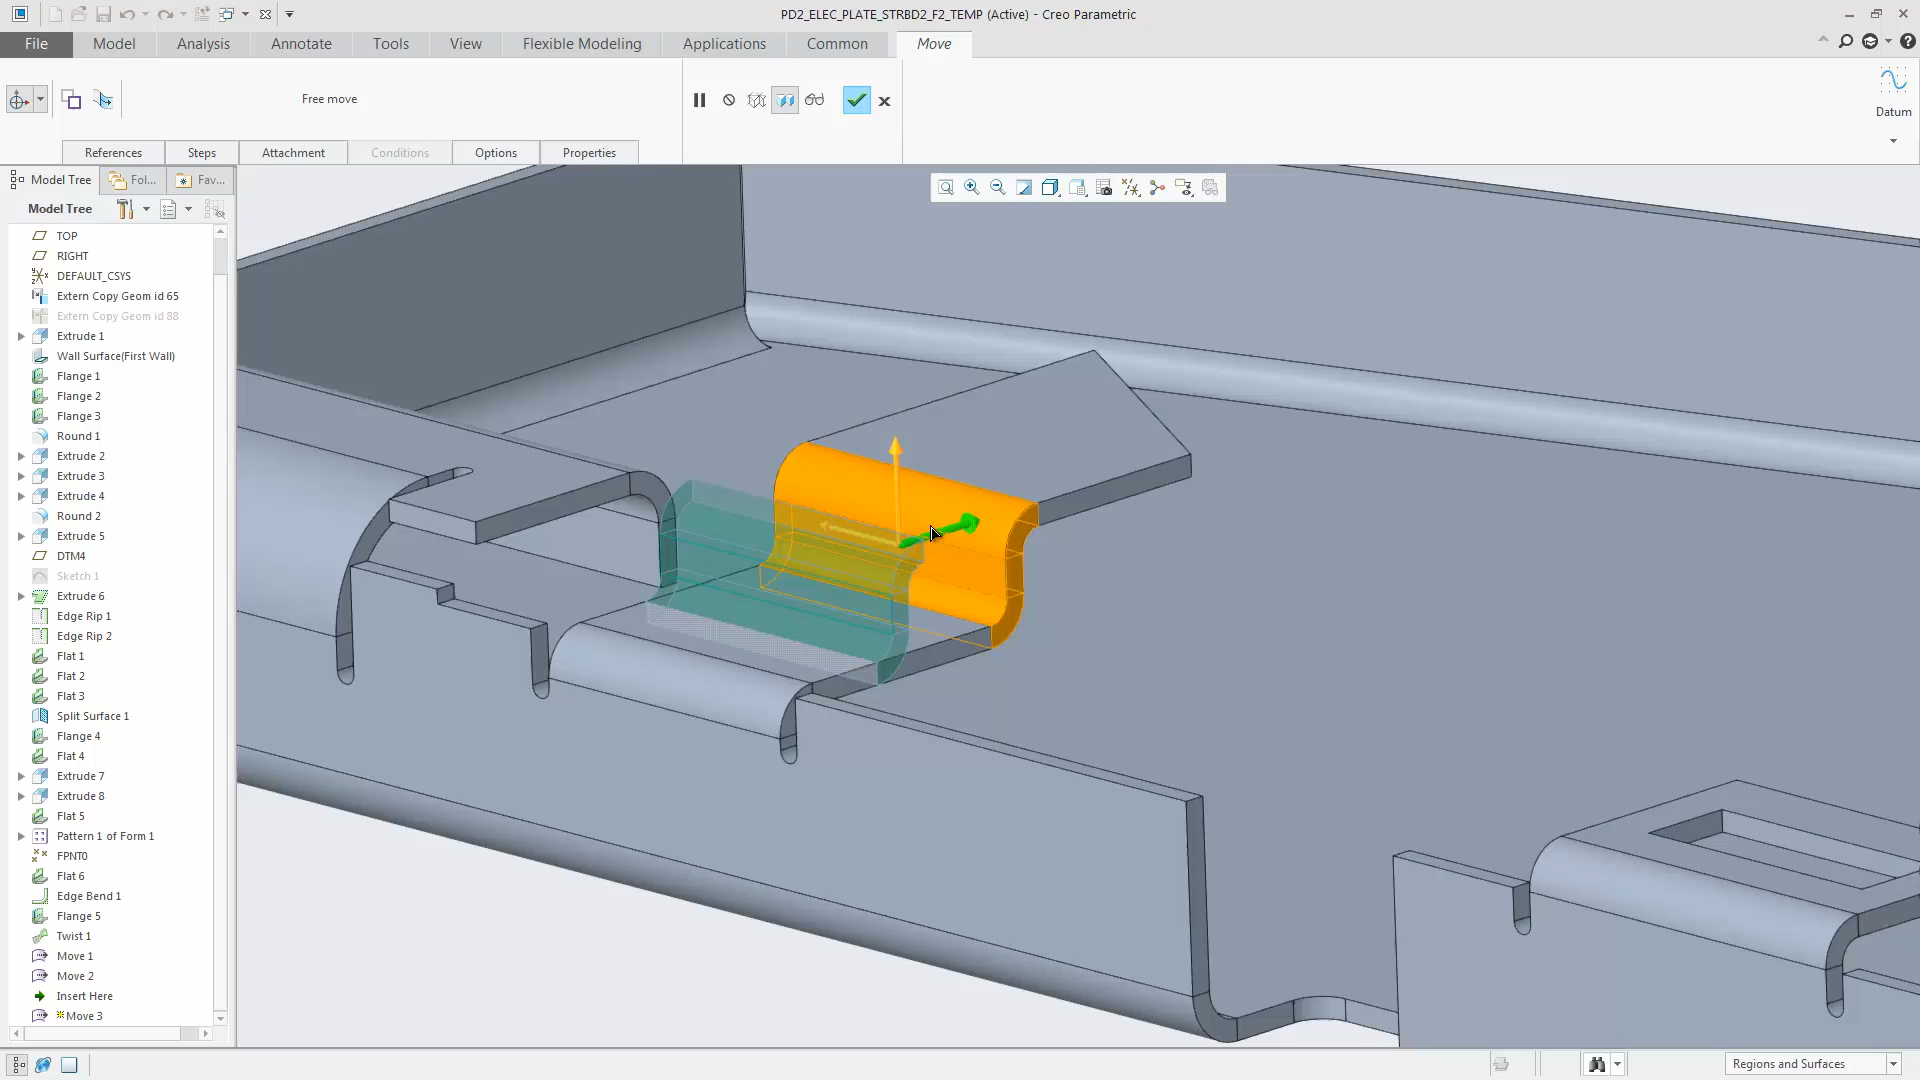 PD2_ELEC_PLATE_STRBD2_F2_TEMP (Active) - Creo Parametric
File
Model
Analysis
Annotate
Tools
View
Flexible Modeling
Applications
Common
Move
Free move
Datum
References
Steps
Attachment
Conditions
Options
Properties
Model Tree
Fol...
Fav...
Model Tree
TOP
RIGHT
DEFAULT_CSYS
Extern Copy Geom id 65
Extern Copy Geom id 88
Extrude 1
Wall Surface(First Wall)
Flange 1
Flange 2
Flange 3
Round 1
Extrude 2
Extrude 3
Extrude 4
Round 2
Extrude 5
DTM4
Sketch 1
Extrude 6
Edge Rip 1
Edge Rip 2
Flat 1
Flat 2
Flat 3
Split Surface 1
Flange 4
Flat 4
Extrude 7
Extrude 8
Flat 5
Pattern 1 of Form 1
FPNT0
Flat 6
Edge Bend 1
Flange 5
Twist 1
Move 1
Move 2
Insert Here
Move 3
Regions and Surfaces